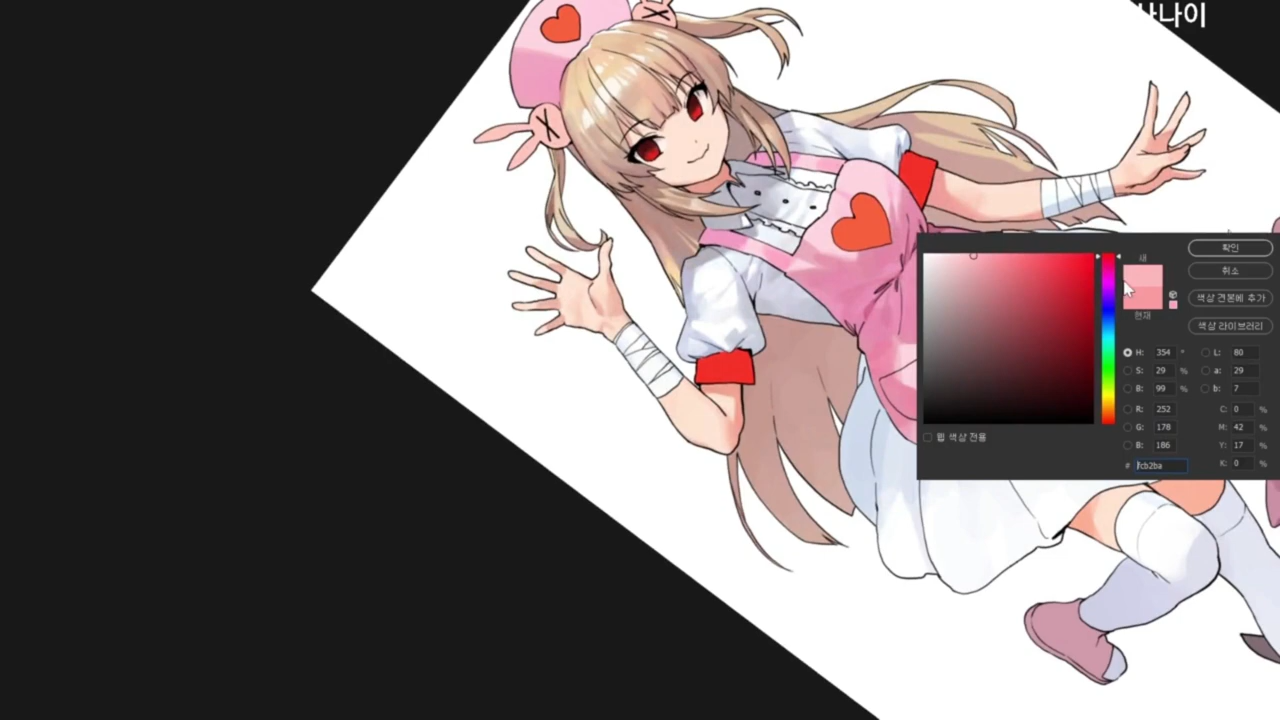 나이
확인
새
취소
색상 견본에 추가
현재
색상 라이브러리
H: 354 ° L: 80
S: 29 % a: 29
B: 99 % b: 7
R: 252 C: 0 %
G: 178 M: 42 %
B: 186 Y: 17 %
# fcb2ba K: 0 %
웹 색상 전용